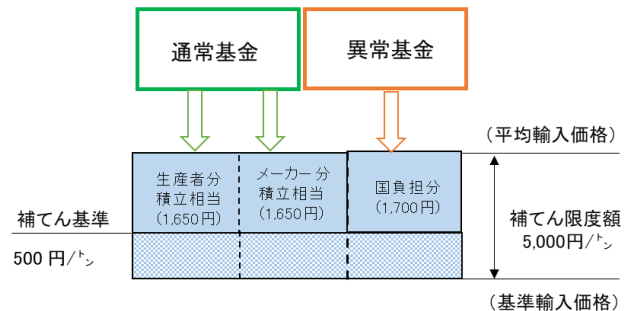 通常基金
異常基金
(平均輸入価格)
生産者分
積立相当
(1,650円)
メーカー分
積立相当
(1,650円)
国負担分
(1,700円)
補てん基準
500 円/㌧
補てん限度額
5,000円/㌧
(基準輸入価格)